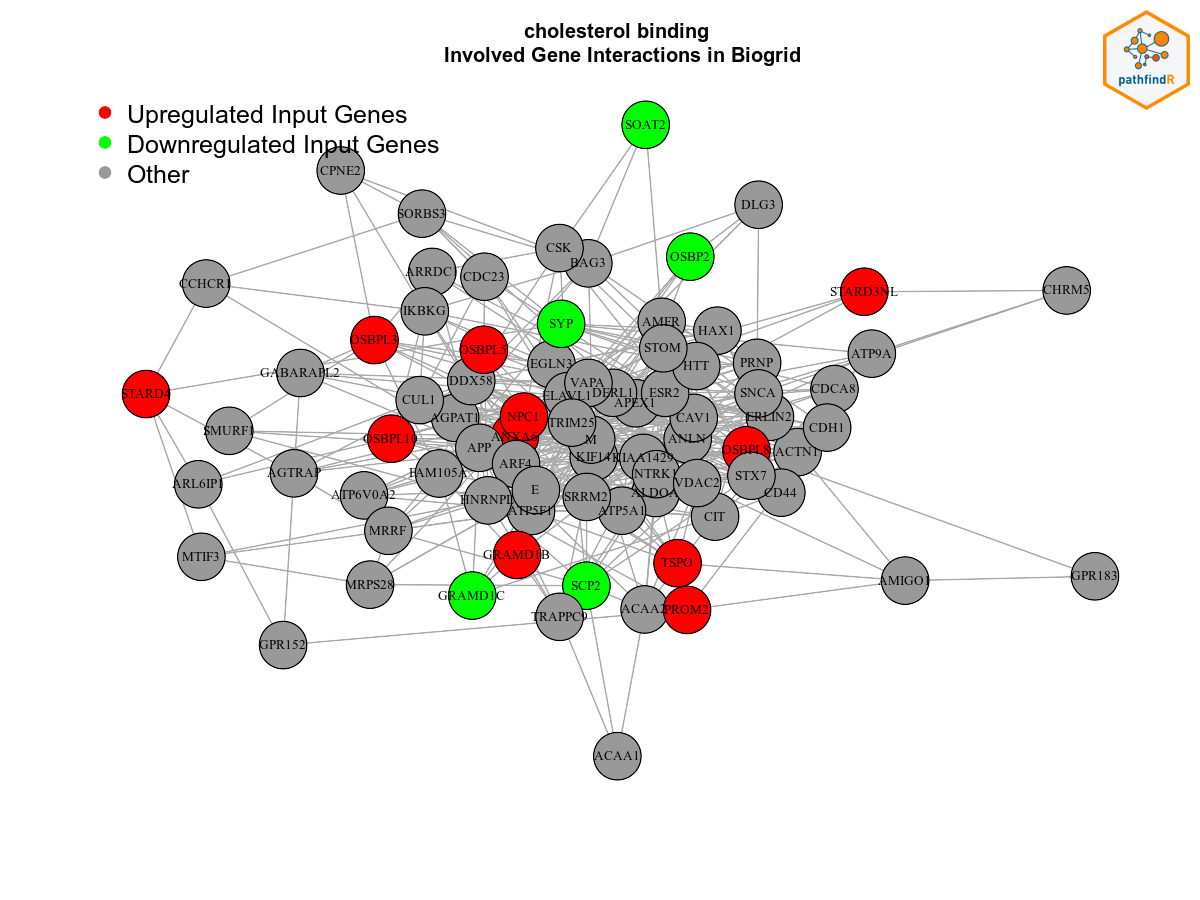 cholesterol binding
Involved Gene Interactions in Biogrid
pathfindR
Upregulated Input Genes
Downregulated Input Genes
Other
SOAT2
CPNE2
SORBS3
DLG3
CSK
BAG3
OSBP2
ARRDC
CDC23
CCHCR1
STARD3NL
CHRM5
IKBKG
SYP
AMFR
HAX1
OSBPL3
OSBPL5
STOM
ATP9A
EGLN3
HTT
PRNP
GABARAPL2
DDX58
VAPA
DERL1
ESR2
SNCA
CDCA8
STARD4
CUL1
ELAVL1
APEX1
AGPAT1
NPC1
TRIM25
CAV1
ERLIN2
CDH1
SMURF1
OSBPL10
ANXA6
M
ANLN
APP
OSBPL8
ACTN1
KIF14
KIAA1429
ARF4
AGTRAP
FAM105A
NTRK1
STX7
ARL6IP1
ATP6V0A2
E
VDAC2
CD44
HNRNPL
SRRM2
ALDOA
ATP5F1
ATP5A1
CIT
MRRF
MTIF3
GRAMD1B
TSPO
MRPS28
GRAMD1C
SCP2
AMIGO1
GPR183
TRAPPC9
ACAA2
PROM2
GPR152
ACAA1